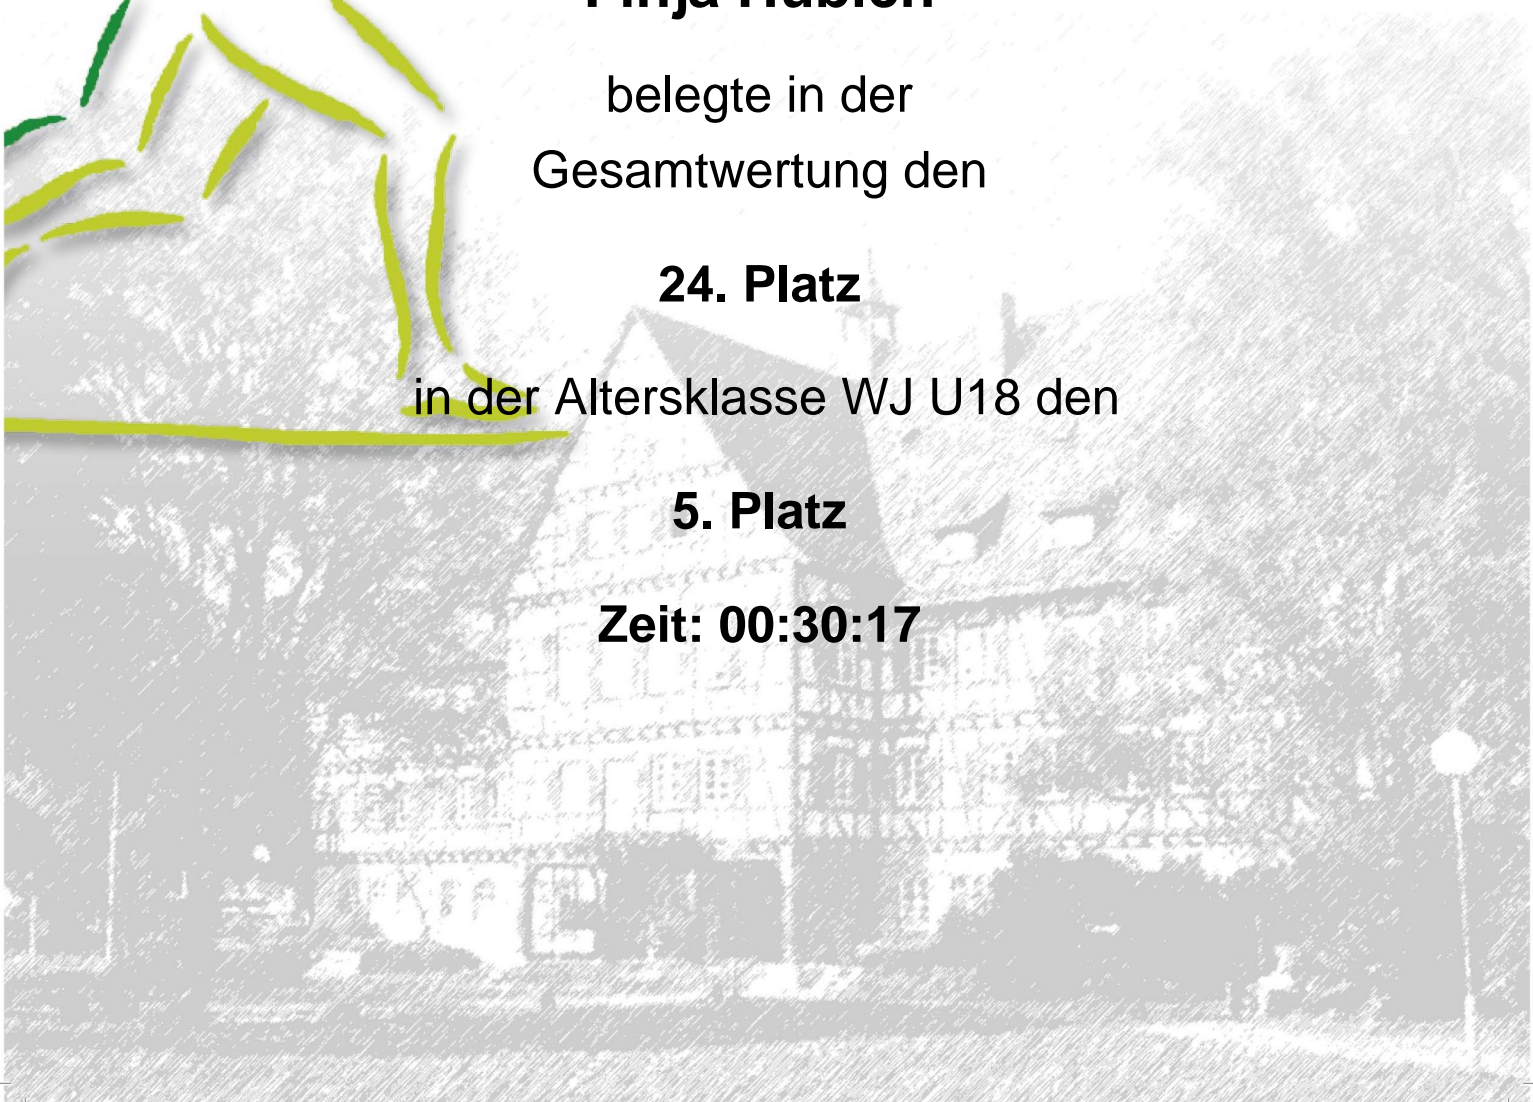 belegte in der
Gesamtwertung den
24. Platz
in der Altersklasse WJ U18 den
5. Platz
Zeit: 00:30:17